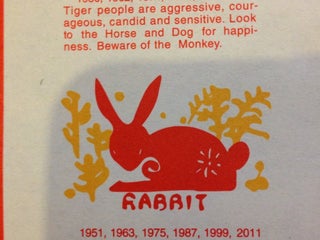 Tiger people are aggressive, cour-
ageous, candid and sensitive. Look
to the Horse and Dog for happi-
ness. Beware of the Monkey.
RABBIT
1951, 1963, 1975, 1987, 1999, 2011